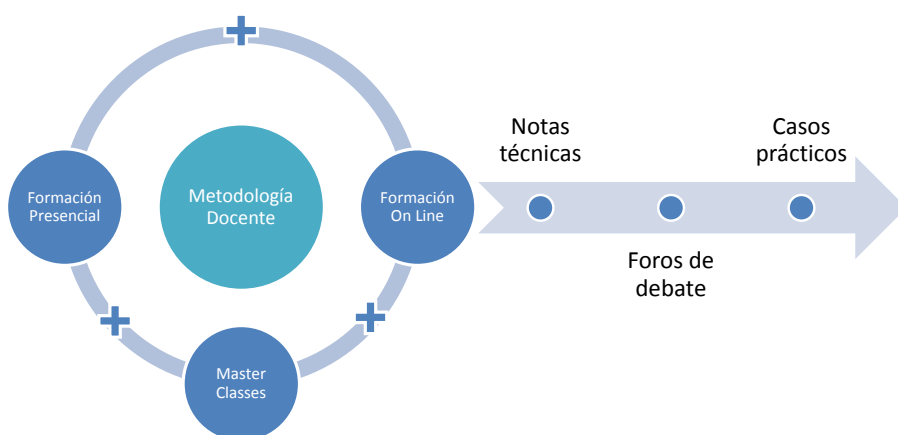 Formación
Presencial
Metodología
Docente
Formación
On Line
Master
Classes
Notas
técnicas
Foros de
debate
Casos
prácticos